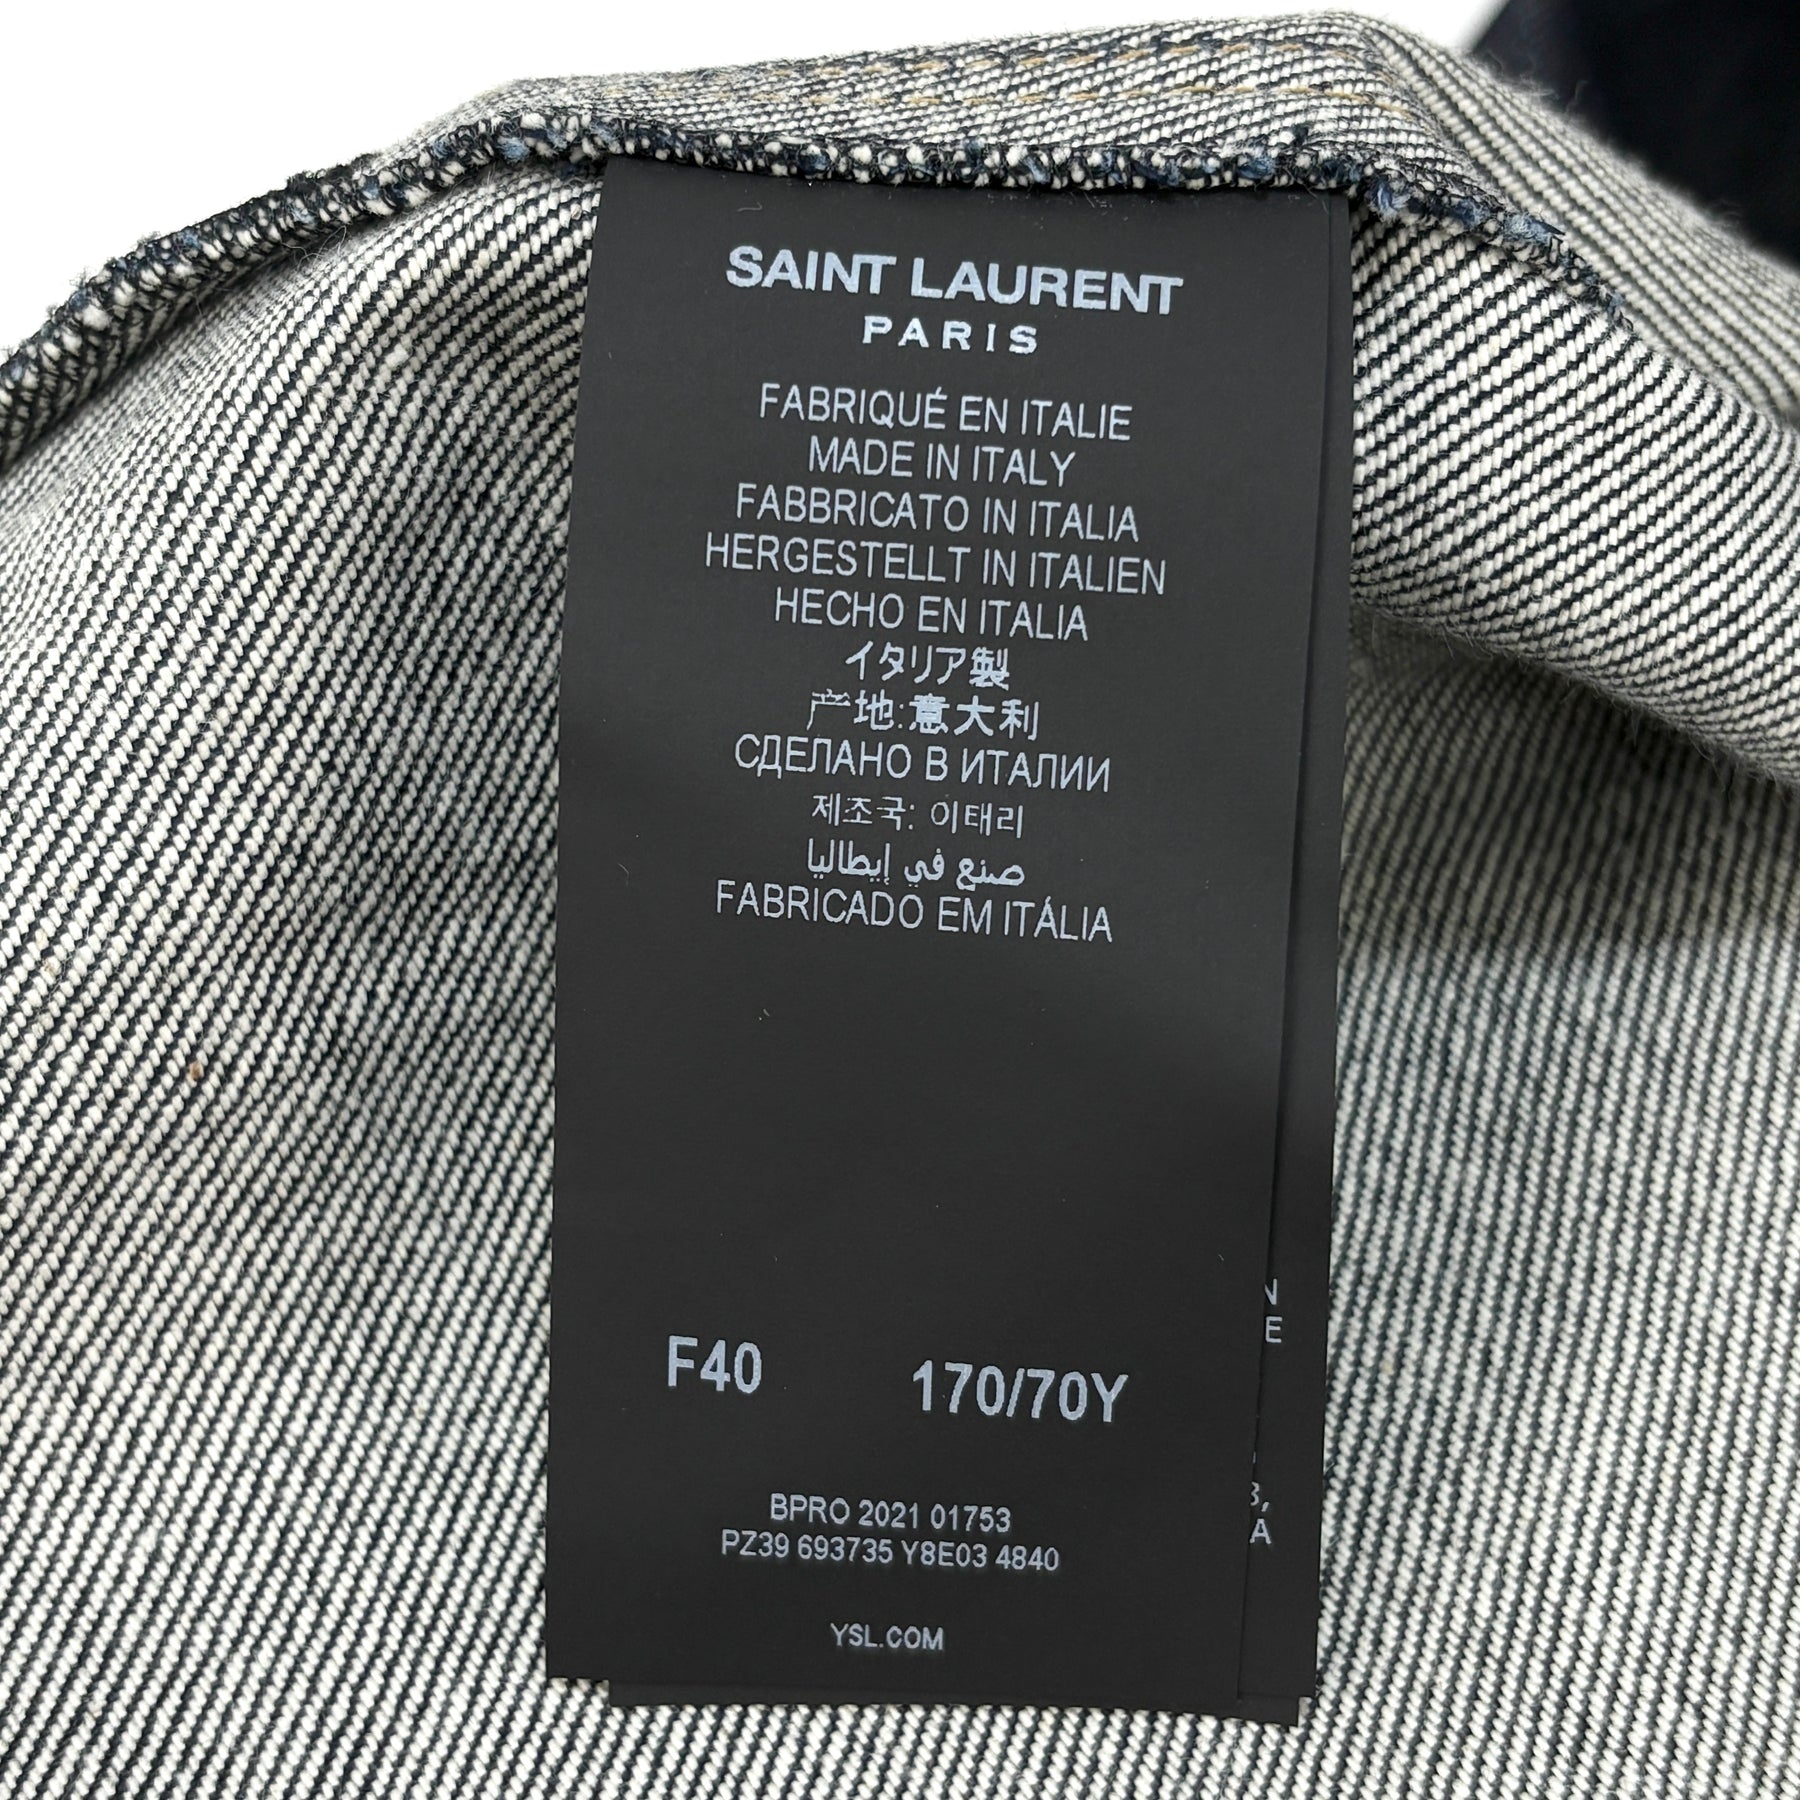 SAINT LAURENT
PARIS
FABRIQUÉ EN ITALIE
MADE IN ITALY
FABBRICATO IN ITALIA
HERGESTELLT IN ITALIEN
HECHO EN ITALIA
イタリア製
产地:意大利
СДЕЛАНО В ИТАЛИИ
제조국: 이태리
صنع في إيطاليا
FABRICADO EM ITÁLIA
F40 170/70Y
BPRO 2021 01753
PZ39 693735 Y8E03 4840
YSL.COM